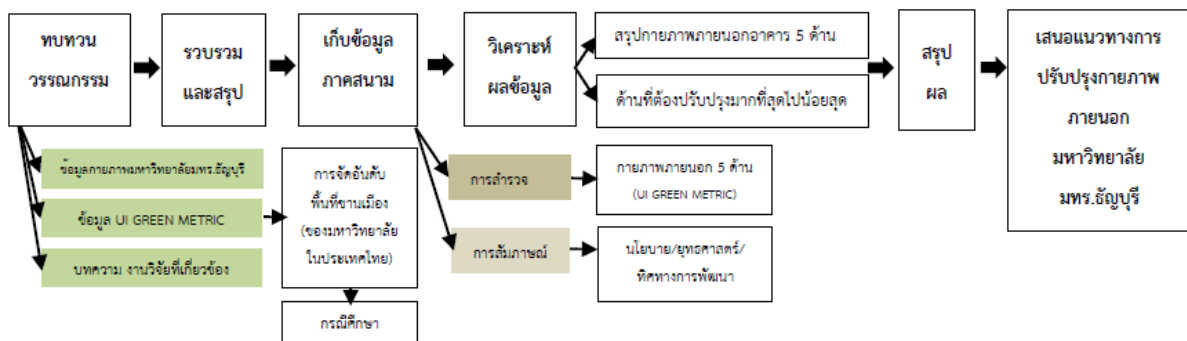 ทบทวน
วรรณกรรม
รวบรวม
และสรุป
เก็บข้อมูล
ภาคสนาม
วิเคราะห์
ผลข้อมูล
สรุปกายภาพภายนอกอาคาร 5 ด้าน
ด้านที่ต้องปรับปรุงมากที่สุดไปน้อยสุด
สรุป
ผล
เสนอแนวทางการ
ปรับปรุงกายภาพ
ภายนอก
มหาวิทยาลัย
มทร.ธัญบุรี
ข้อมูลกายภาพมหาวิทยาลัยมทร.ธัญบุรี
ข้อมูล UI GREEN METRIC
บทความ งานวิจัยที่เกี่ยวข้อง
การจัดอันดับ
พื้นที่ชานเมือง
(ของมหาวิทยาลัย
ในประเทศไทย)
กรณีศึกษา
การสำรวจ
กายภาพภายนอก 5 ด้าน
(UI GREEN METRIC)
การสัมภาษณ์
นโยบาย/ยุทธศาสตร์/
ทิศทางการพัฒนา